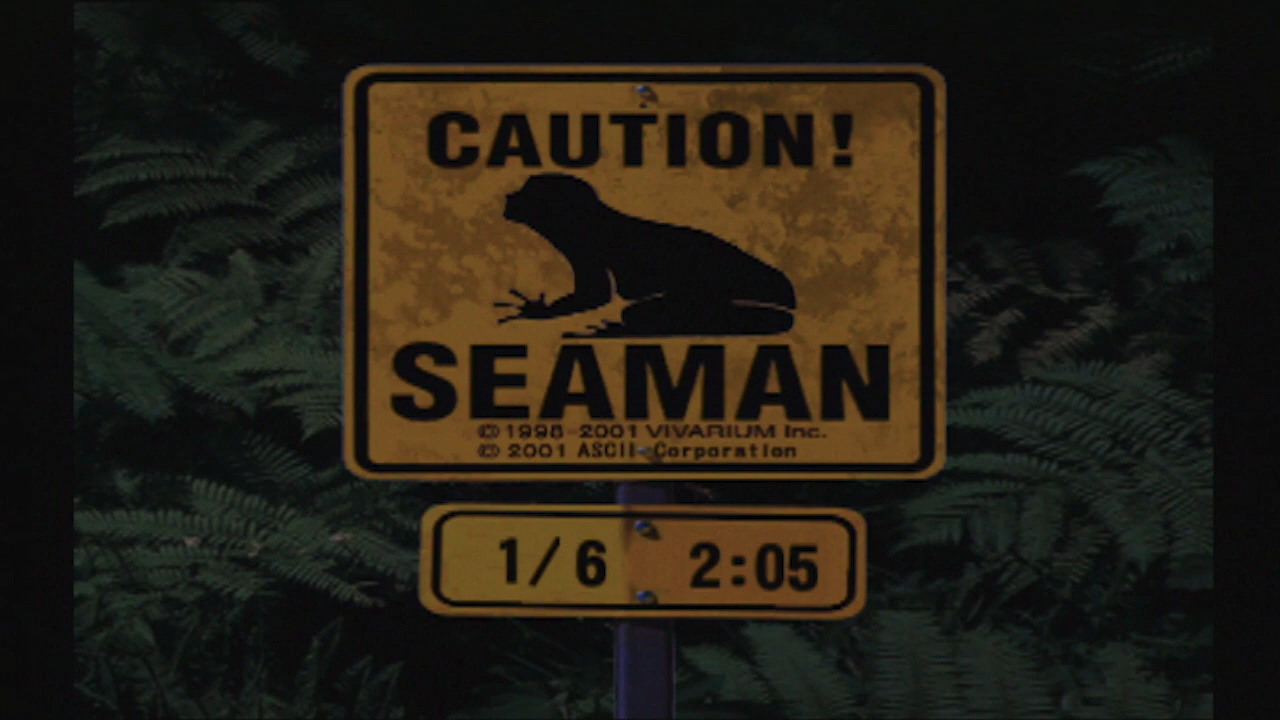 CAUTION!
SEAMAN
© 1998-2001 VIVARIUM Inc.
© 2001 ASCII Corporation
1/6 2:05